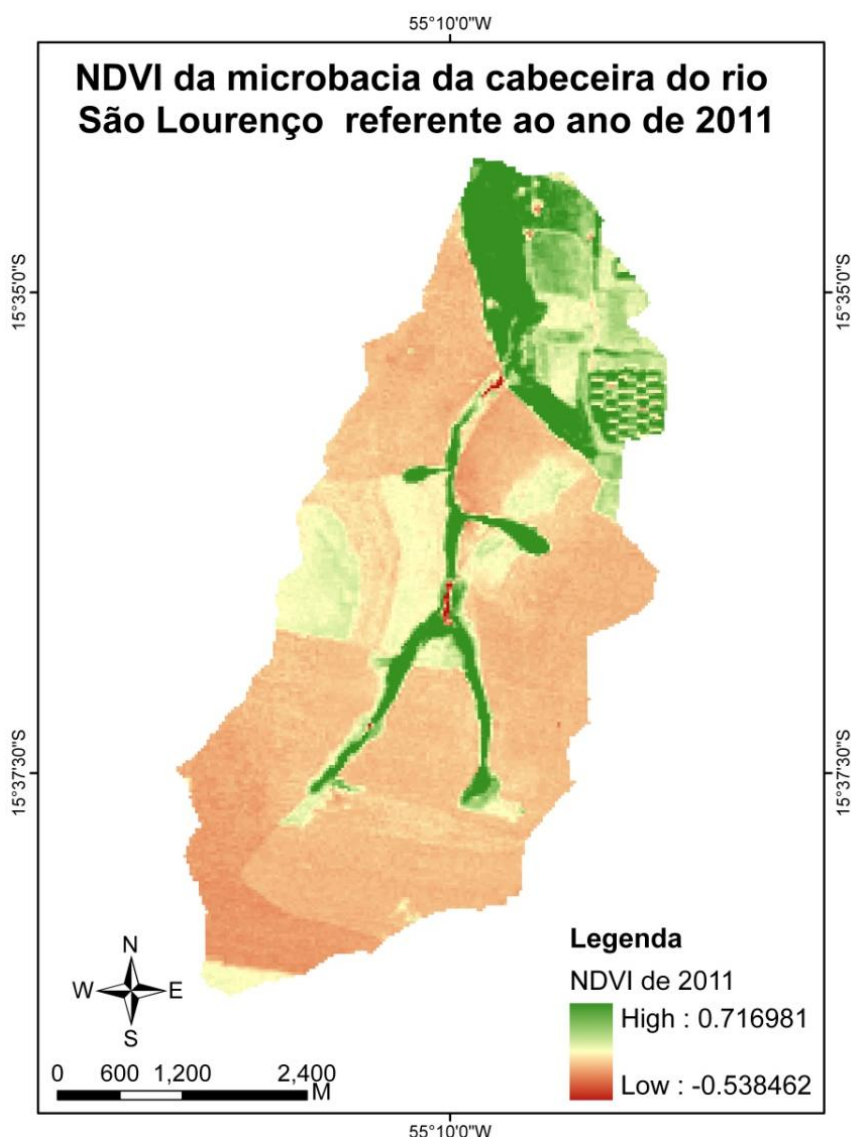 55°10'0"W
NDVI da microbacia da cabeceira do rio
São Lourenço referente ao ano de 2011
15°35'0"S
15°35'0"S
15°37'30"S
15°37'30"S
Legenda
NDVI de 2011
High : 0.716981
Low : -0.538462
N
W
E
S
0 600 1,200 2,400
M
55°10'0"W